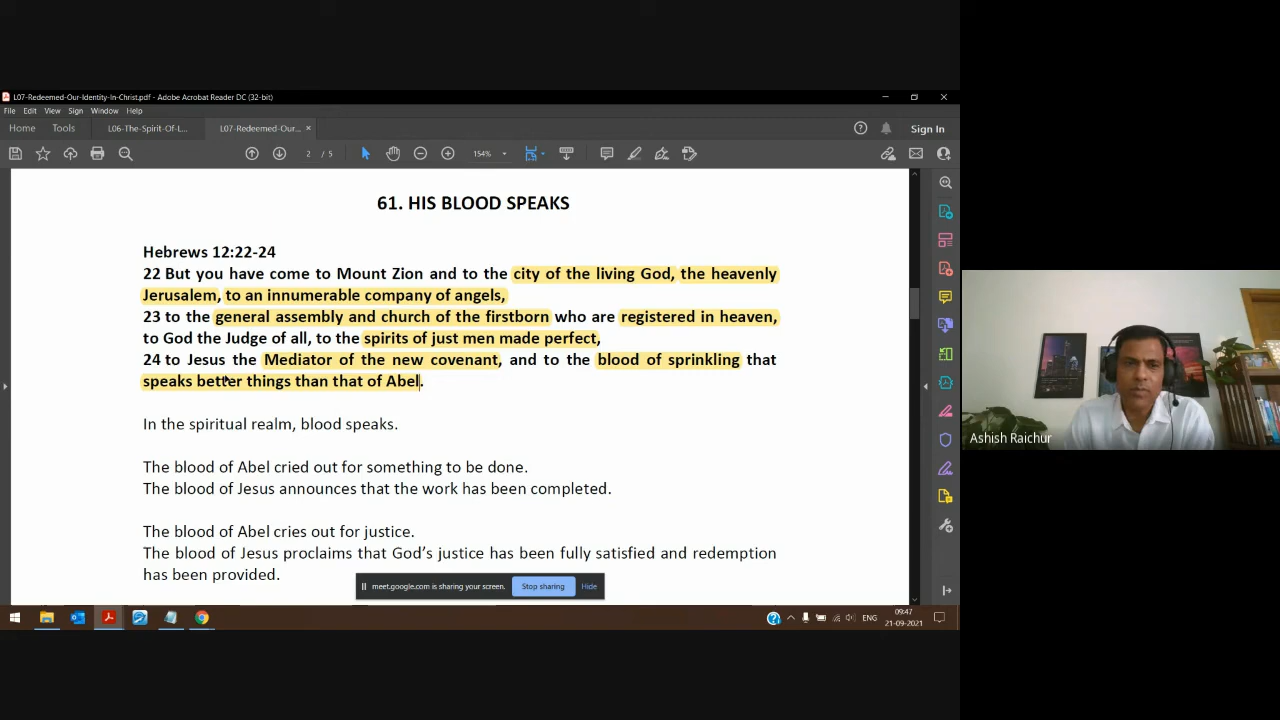 L07-Redeemed-Our-Identity-In-Christ.pdf - Adobe Acrobat Reader DC (32-bit)
File Edit View Sign Window Help
Home Tools L06-The-Spirit-Of-L... L07-Redeemed-Our... × Sign In
2 / 5 154%
61. HIS BLOOD SPEAKS
Hebrews 12:22-24
22 But you have come to Mount Zion and to the city of the living God, the heavenly
Jerusalem, to an innumerable company of angels,
23 to the general assembly and church of the firstborn who are registered in heaven,
to God the Judge of all, to the spirits of just men made perfect,
24 to Jesus the Mediator of the new covenant, and to the blood of sprinkling that
speaks better things than that of Abel.
In the spiritual realm, blood speaks.
The blood of Abel cried out for something to be done.
The blood of Jesus announces that the work has been completed.
The blood of Abel cries out for justice.
The blood of Jesus proclaims that God's justice has been fully satisfied and redemption
has been provided.
meet.google.com is sharing your screen. Stop sharing Hide
ENG
09:47
21-09-2021
Ashish Raichur